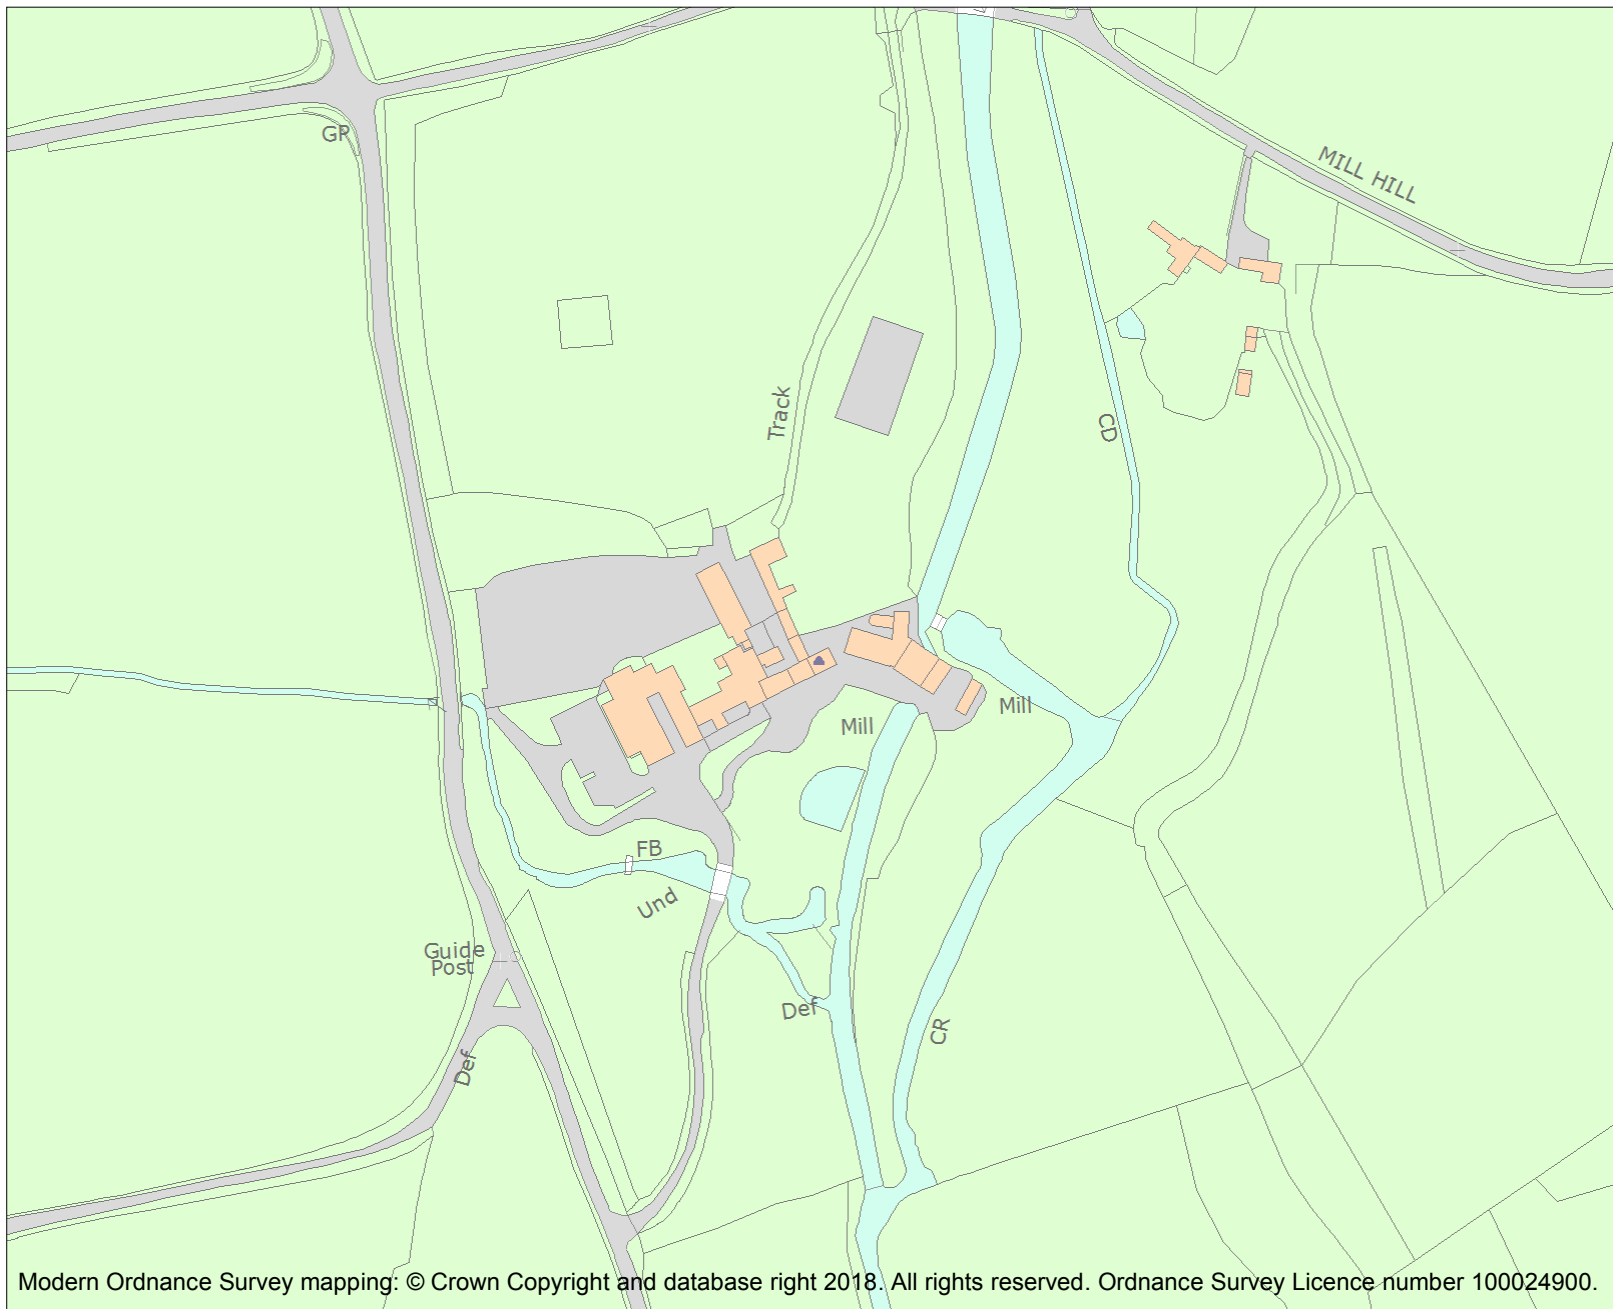 GP
MILL HILL
Track
CD
Mill
Mill
FB
Und
Guide
Post
Def
CR
Def
Modern Ordnance Survey mapping: © Crown Copyright and database right 2018. All rights reserved. Ordnance Survey Licence number 100024900.